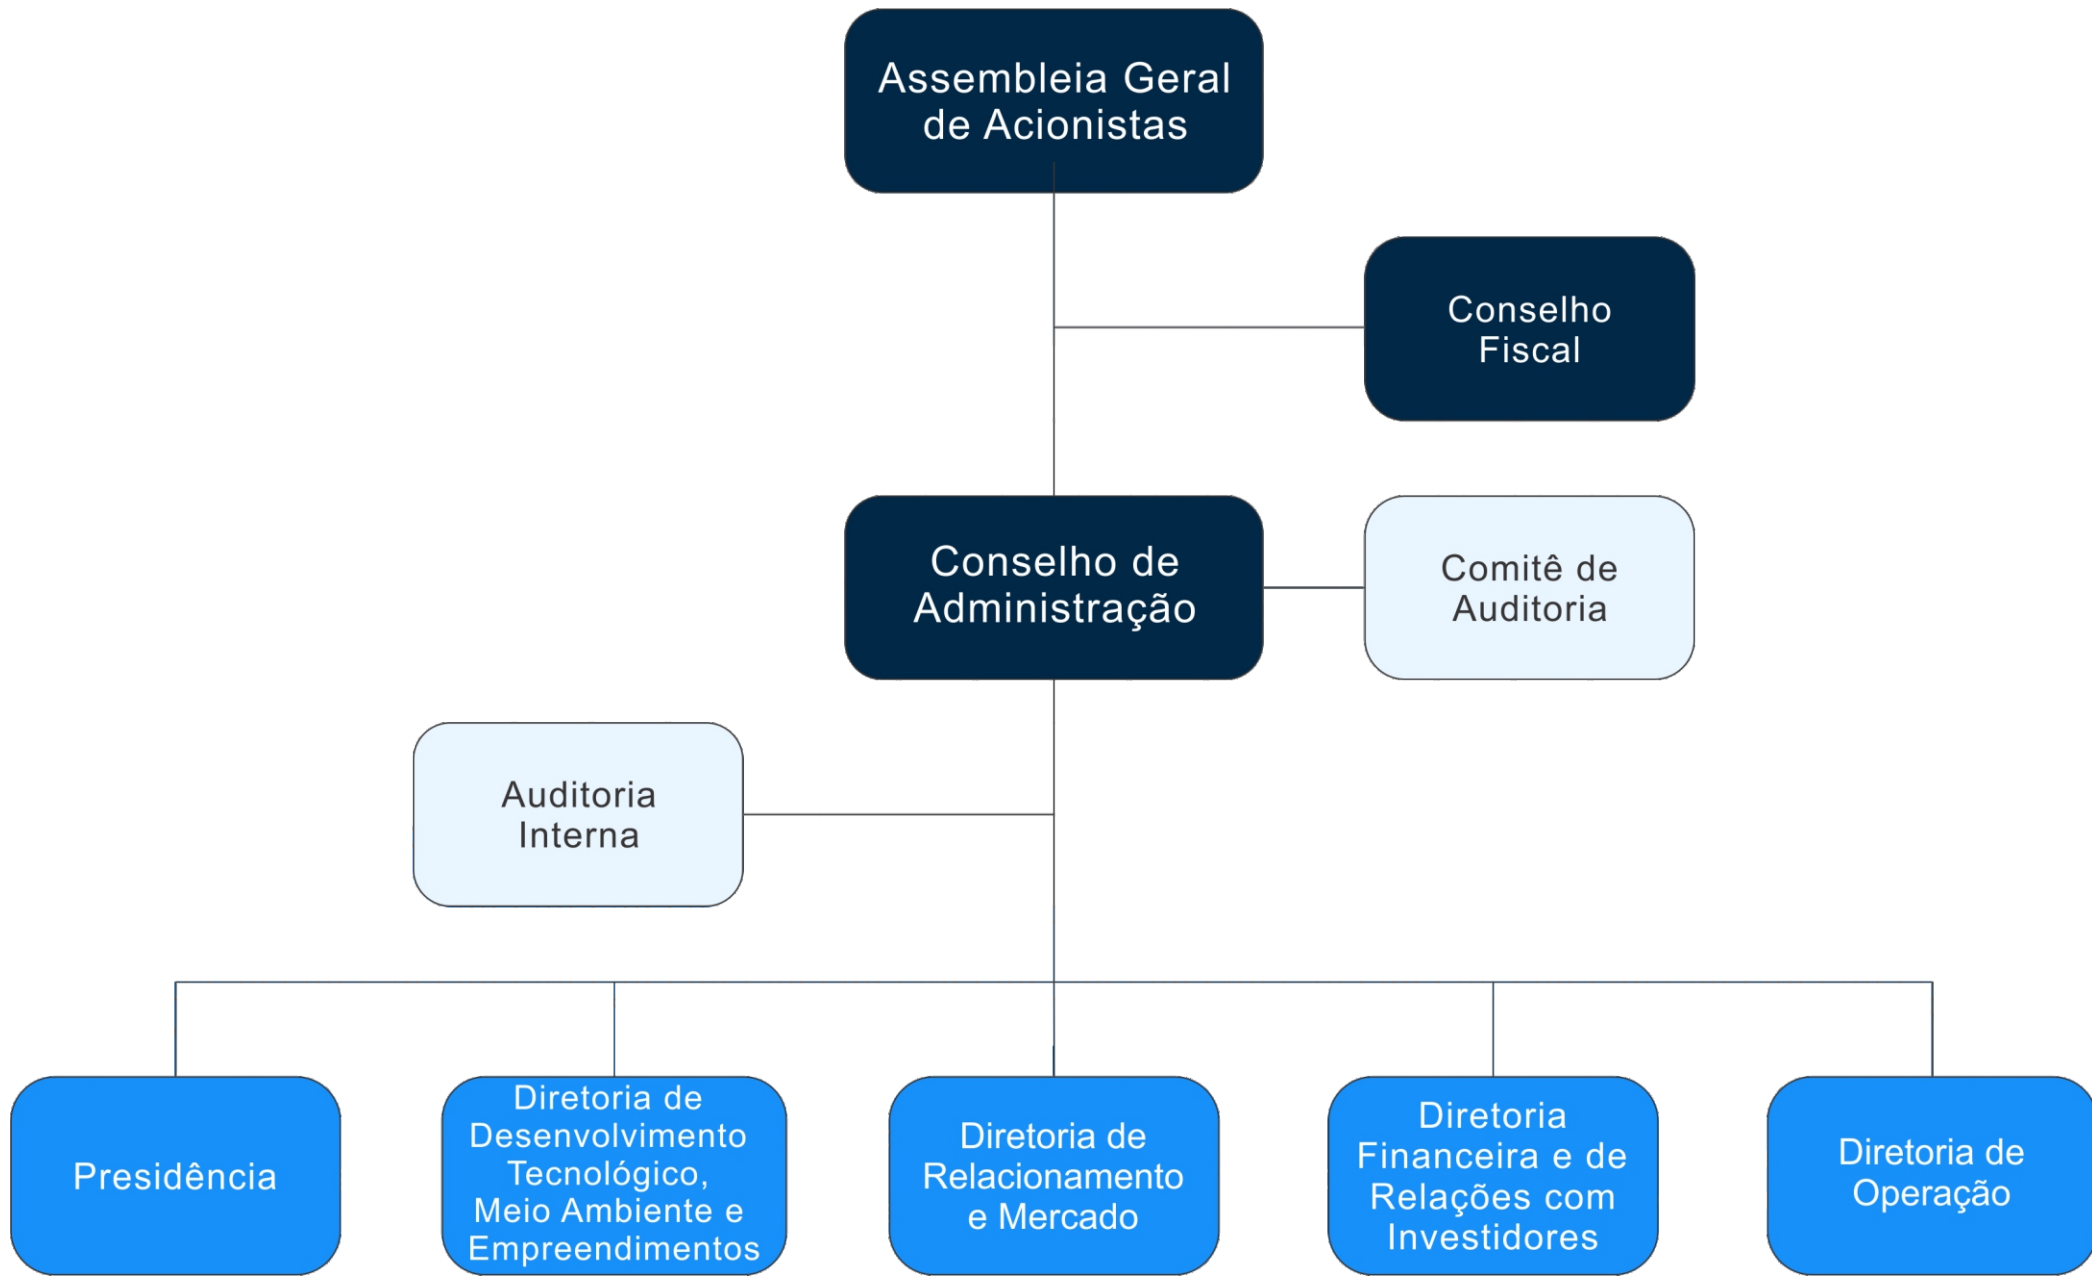 Assembleia Geral
de Acionistas
Conselho
Fiscal
Conselho de
Administração
Comitê de
Auditoria
Auditoria
Interna
Presidência
Diretoria de
Desenvolvimento
Tecnológico,
Meio Ambiente e
Empreendimentos
Diretoria de
Relacionamento
e Mercado
Diretoria
Financeira e de
Relações com
Investidores
Diretoria de
Operação